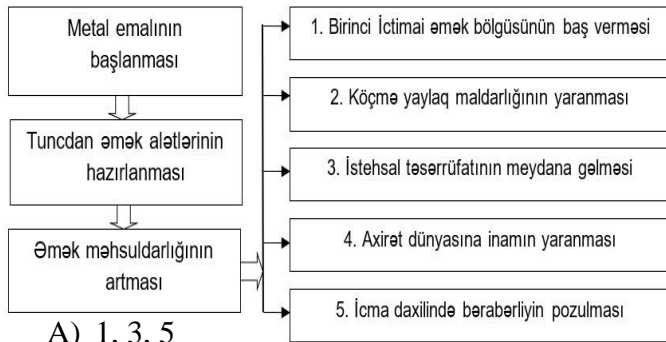 Metal emalının
başlanması
Tuncdan əmək alətlərinin
hazırlanması
Əmək məhsuldarlığının
artması
1. Birinci İctimai əmək bölgüsünün baş verməsi
2. Köçmə yaylaq maldarlığının yaranması
3. İstehsal təsərrüfatının meydana gəlməsi
4. Axirət dünyasına inamın yaranması
5. İcma daxilində bərabərliyin pozulması
A) 1, 3, 5